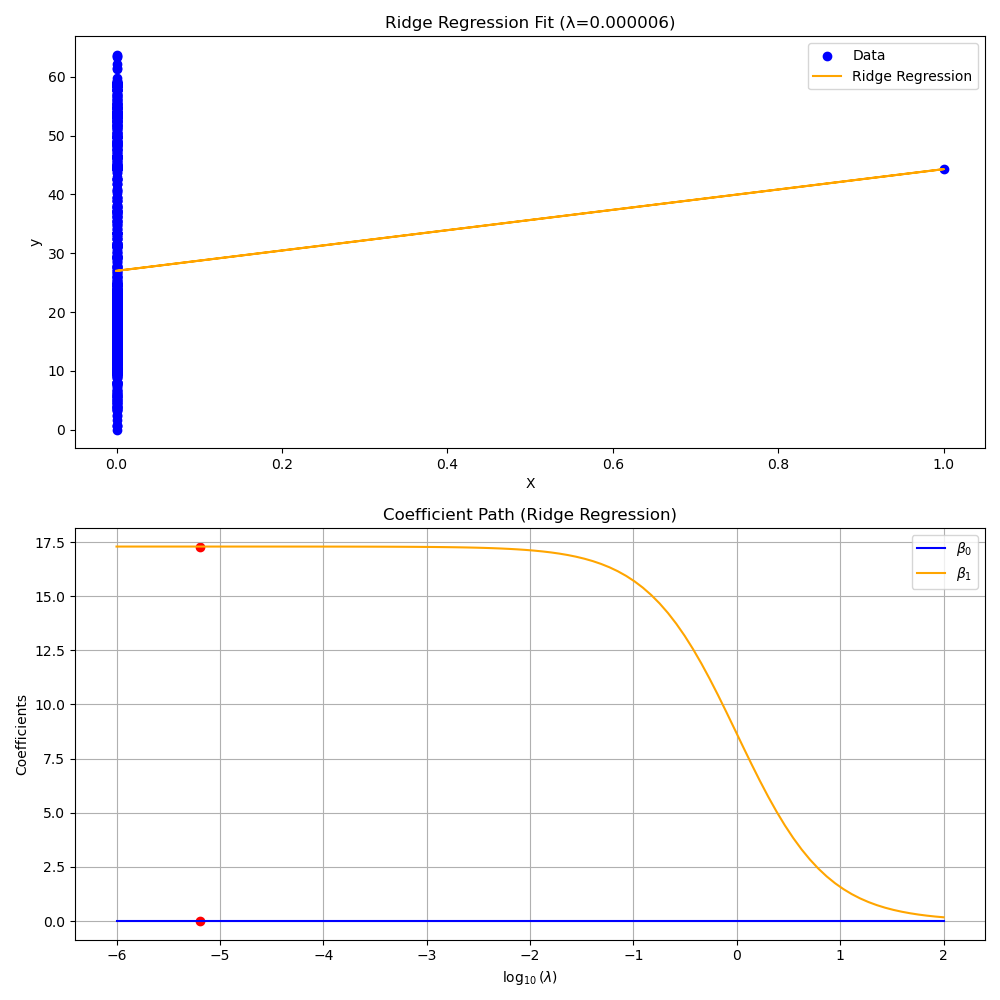 Ridge Regression Fit (λ=0.000006)
60
50
40
30
20
10
0
y
Data
Ridge Regression
0.0 0.2 0.4 0.6 0.8 1.0
X
Coefficient Path (Ridge Regression)
17.5
15.0
12.5
10.0
7.5
5.0
2.5
0.0
Coefficients
β₀
β₁
−6 −5 −4 −3 −2 −1 0 1 2
log₁₀(λ)